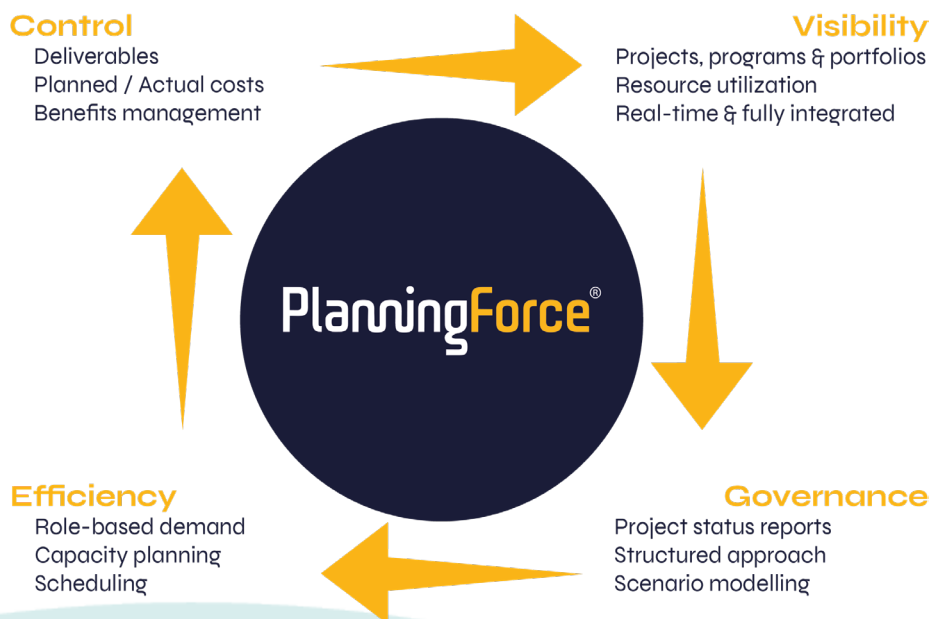 Control
Deliverables
Planned / Actual costs
Benefits management
Visibility
Projects, programs & portfolios
Resource utilization
Real-time & fully integrated
PlanningForce®
Efficiency
Role-based demand
Capacity planning
Scheduling
Governance
Project status reports
Structured approach
Scenario modelling